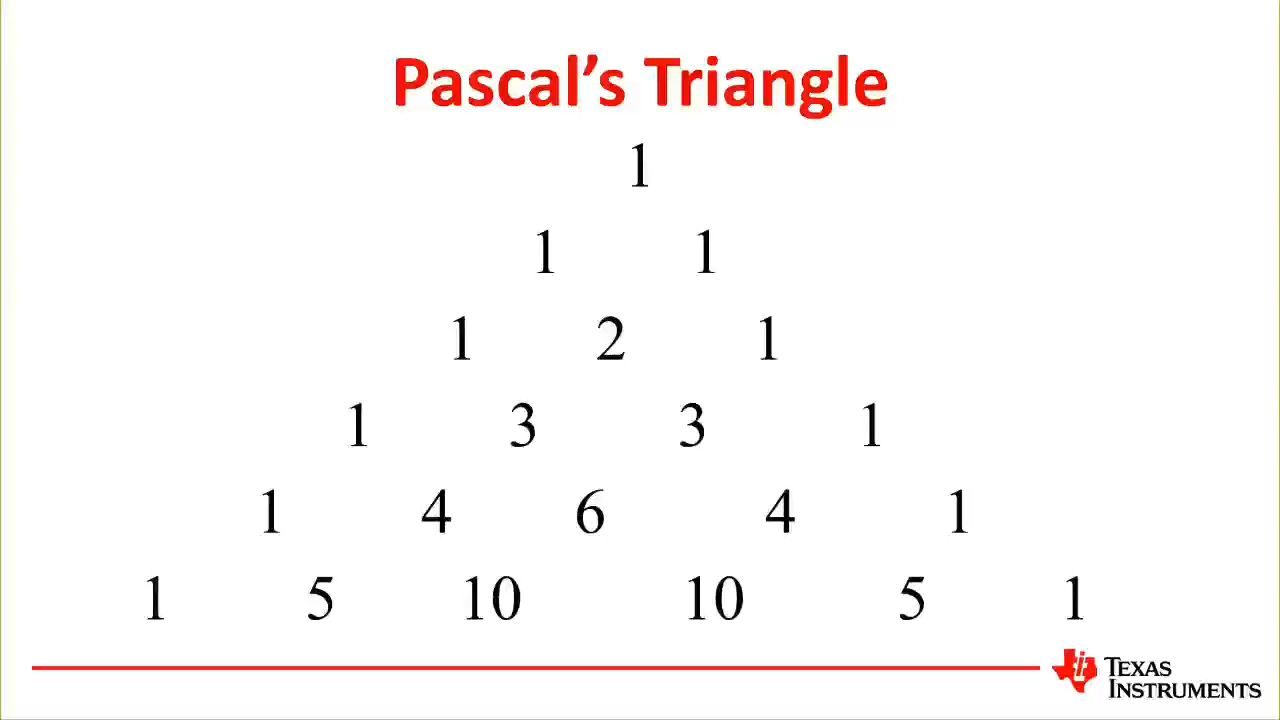 Pascal’s Triangle
1
1 1
1 2 1
1 3 3 1
1 4 6 4 1
1 5 10 10 5 1
TEXAS
INSTRUMENTS